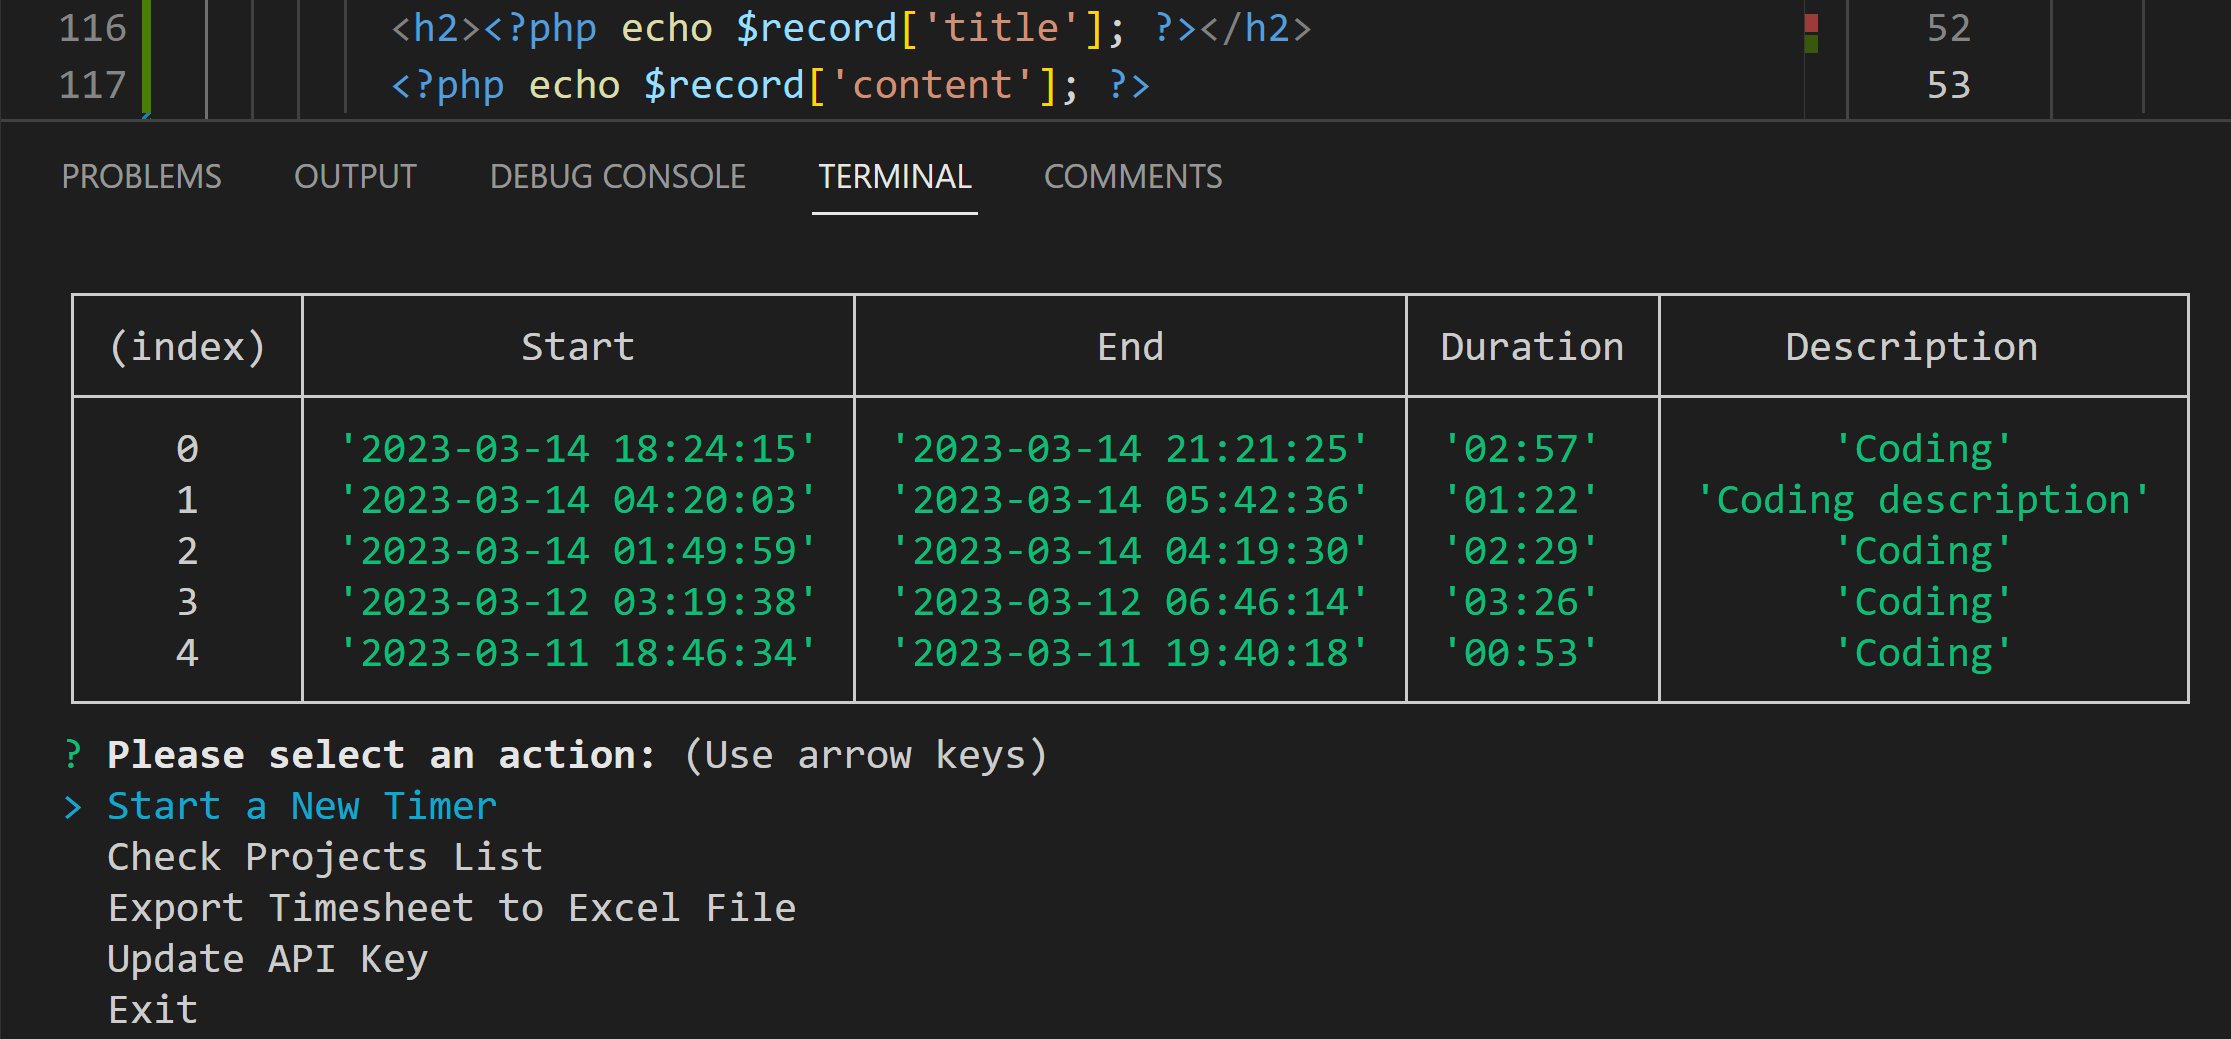 116 <h2><?php echo $record['title']; ?></h2> 52
117 <?php echo $record['content']; ?> 53
PROBLEMS OUTPUT DEBUG CONSOLE TERMINAL COMMENTS
(index) Start End Duration Description
0 '2023-03-14 18:24:15' '2023-03-14 21:21:25' '02:57' 'Coding'
1 '2023-03-14 04:20:03' '2023-03-14 05:42:36' '01:22' 'Coding description'
2 '2023-03-14 01:49:59' '2023-03-14 04:19:30' '02:29' 'Coding'
3 '2023-03-12 03:19:38' '2023-03-12 06:46:14' '03:26' 'Coding'
4 '2023-03-11 18:46:34' '2023-03-11 19:40:18' '00:53' 'Coding'
? Please select an action: (Use arrow keys)
> Start a New Timer
Check Projects List
Export Timesheet to Excel File
Update API Key
Exit